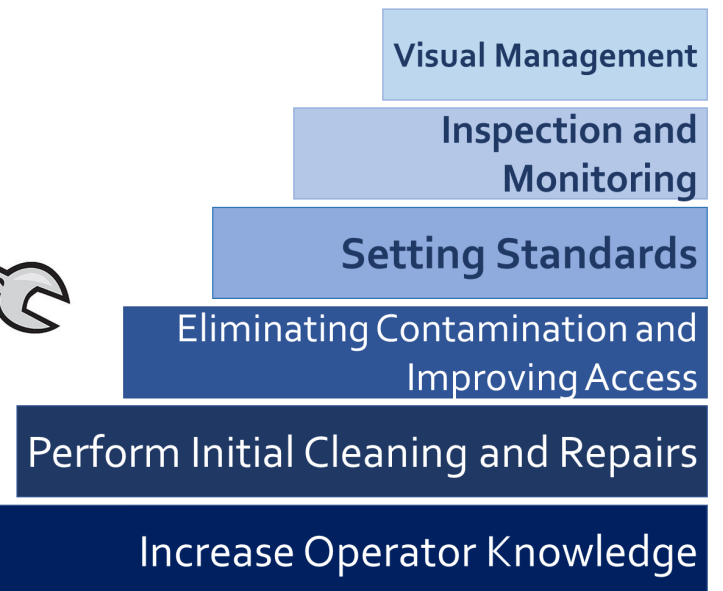 Visual Management
Inspection and
Monitoring
Setting Standards
Eliminating Contamination and
Improving Access
Perform Initial Cleaning and Repairs
Increase Operator Knowledge